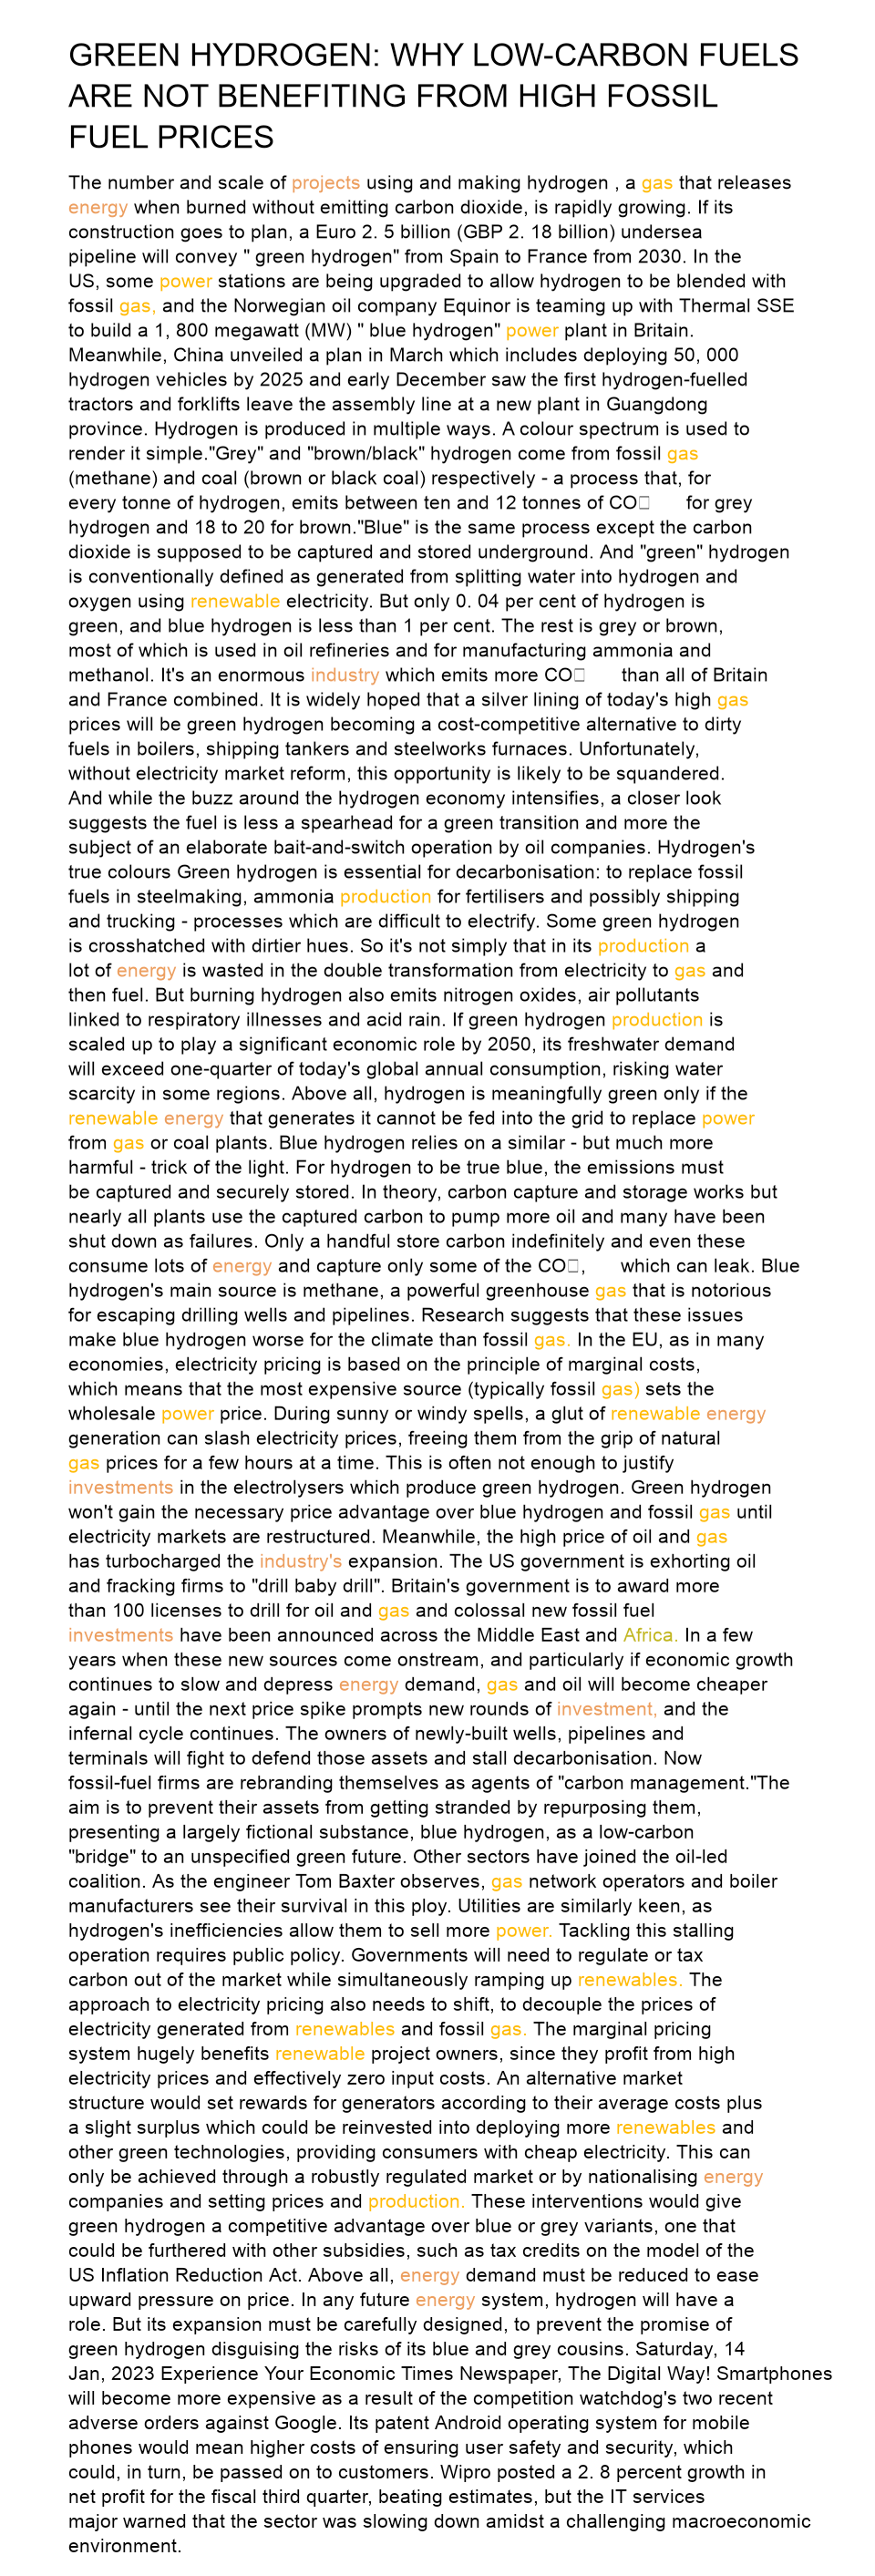 GREEN HYDROGEN: WHY LOW-CARBON FUELS
ARE NOT BENEFITING FROM HIGH FOSSIL
FUEL PRICES
The number and scale of projects using and making hydrogen , a gas that releases
energy when burned without emitting carbon dioxide, is rapidly growing. If its
construction goes to plan, a Euro 2. 5 billion (GBP 2. 18 billion) undersea
pipeline will convey " green hydrogen" from Spain to France from 2030. In the
US, some power stations are being upgraded to allow hydrogen to be blended with
fossil gas, and the Norwegian oil company Equinor is teaming up with Thermal SSE
to build a 1, 800 megawatt (MW) " blue hydrogen" power plant in Britain.
Meanwhile, China unveiled a plan in March which includes deploying 50, 000
hydrogen vehicles by 2025 and early December saw the first hydrogen-fuelled
tractors and forklifts leave the assembly line at a new plant in Guangdong
province. Hydrogen is produced in multiple ways. A colour spectrum is used to
render it simple."Grey" and "brown/black" hydrogen come from fossil gas
(methane) and coal (brown or black coal) respectively - a process that, for
every tonne of hydrogen, emits between ten and 12 tonnes of CO□ for grey
hydrogen and 18 to 20 for brown."Blue" is the same process except the carbon
dioxide is supposed to be captured and stored underground. And "green" hydrogen
is conventionally defined as generated from splitting water into hydrogen and
oxygen using renewable electricity. But only 0. 04 per cent of hydrogen is
green, and blue hydrogen is less than 1 per cent. The rest is grey or brown,
most of which is used in oil refineries and for manufacturing ammonia and
methanol. It's an enormous industry which emits more CO□ than all of Britain
and France combined. It is widely hoped that a silver lining of today's high gas
prices will be green hydrogen becoming a cost-competitive alternative to dirty
fuels in boilers, shipping tankers and steelworks furnaces. Unfortunately,
without electricity market reform, this opportunity is likely to be squandered.
And while the buzz around the hydrogen economy intensifies, a closer look
suggests the fuel is less a spearhead for a green transition and more the
subject of an elaborate bait-and-switch operation by oil companies. Hydrogen's
true colours Green hydrogen is essential for decarbonisation: to replace fossil
fuels in steelmaking, ammonia production for fertilisers and possibly shipping
and trucking - processes which are difficult to electrify. Some green hydrogen
is crosshatched with dirtier hues. So it's not simply that in its production a
lot of energy is wasted in the double transformation from electricity to gas and
then fuel. But burning hydrogen also emits nitrogen oxides, air pollutants
linked to respiratory illnesses and acid rain. If green hydrogen production is
scaled up to play a significant economic role by 2050, its freshwater demand
will exceed one-quarter of today's global annual consumption, risking water
scarcity in some regions. Above all, hydrogen is meaningfully green only if the
renewable energy that generates it cannot be fed into the grid to replace power
from gas or coal plants. Blue hydrogen relies on a similar - but much more
harmful - trick of the light. For hydrogen to be true blue, the emissions must
be captured and securely stored. In theory, carbon capture and storage works but
nearly all plants use the captured carbon to pump more oil and many have been
shut down as failures. Only a handful store carbon indefinitely and even these
consume lots of energy and capture only some of the CO□, which can leak. Blue
hydrogen's main source is methane, a powerful greenhouse gas that is notorious
for escaping drilling wells and pipelines. Research suggests that these issues
make blue hydrogen worse for the climate than fossil gas. In the EU, as in many
economies, electricity pricing is based on the principle of marginal costs,
which means that the most expensive source (typically fossil gas) sets the
wholesale power price. During sunny or windy spells, a glut of renewable energy
generation can slash electricity prices, freeing them from the grip of natural
gas prices for a few hours at a time. This is often not enough to justify
investments in the electrolysers which produce green hydrogen. Green hydrogen
won't gain the necessary price advantage over blue hydrogen and fossil gas until
electricity markets are restructured. Meanwhile, the high price of oil and gas
has turbocharged the industry's expansion. The US government is exhorting oil
and fracking firms to "drill baby drill". Britain's government is to award more
than 100 licenses to drill for oil and gas and colossal new fossil fuel
investments have been announced across the Middle East and Africa. In a few
years when these new sources come onstream, and particularly if economic growth
continues to slow and depress energy demand, gas and oil will become cheaper
again - until the next price spike prompts new rounds of investment, and the
infernal cycle continues. The owners of newly-built wells, pipelines and
terminals will fight to defend those assets and stall decarbonisation. Now
fossil-fuel firms are rebranding themselves as agents of "carbon management."The
aim is to prevent their assets from getting stranded by repurposing them,
presenting a largely fictional substance, blue hydrogen, as a low-carbon
"bridge" to an unspecified green future. Other sectors have joined the oil-led
coalition. As the engineer Tom Baxter observes, gas network operators and boiler
manufacturers see their survival in this ploy. Utilities are similarly keen, as
hydrogen's inefficiencies allow them to sell more power. Tackling this stalling
operation requires public policy. Governments will need to regulate or tax
carbon out of the market while simultaneously ramping up renewables. The
approach to electricity pricing also needs to shift, to decouple the prices of
electricity generated from renewables and fossil gas. The marginal pricing
system hugely benefits renewable project owners, since they profit from high
electricity prices and effectively zero input costs. An alternative market
structure would set rewards for generators according to their average costs plus
a slight surplus which could be reinvested into deploying more renewables and
other green technologies, providing consumers with cheap electricity. This can
only be achieved through a robustly regulated market or by nationalising energy
companies and setting prices and production. These interventions would give
green hydrogen a competitive advantage over blue or grey variants, one that
could be furthered with other subsidies, such as tax credits on the model of the
US Inflation Reduction Act. Above all, energy demand must be reduced to ease
upward pressure on price. In any future energy system, hydrogen will have a
role. But its expansion must be carefully designed, to prevent the promise of
green hydrogen disguising the risks of its blue and grey cousins. Saturday, 14
Jan, 2023 Experience Your Economic Times Newspaper, The Digital Way! Smartphones
will become more expensive as a result of the competition watchdog's two recent
adverse orders against Google. Its patent Android operating system for mobile
phones would mean higher costs of ensuring user safety and security, which
could, in turn, be passed on to customers. Wipro posted a 2. 8 percent growth in
net profit for the fiscal third quarter, beating estimates, but the IT services
major warned that the sector was slowing down amidst a challenging macroeconomic
environment.